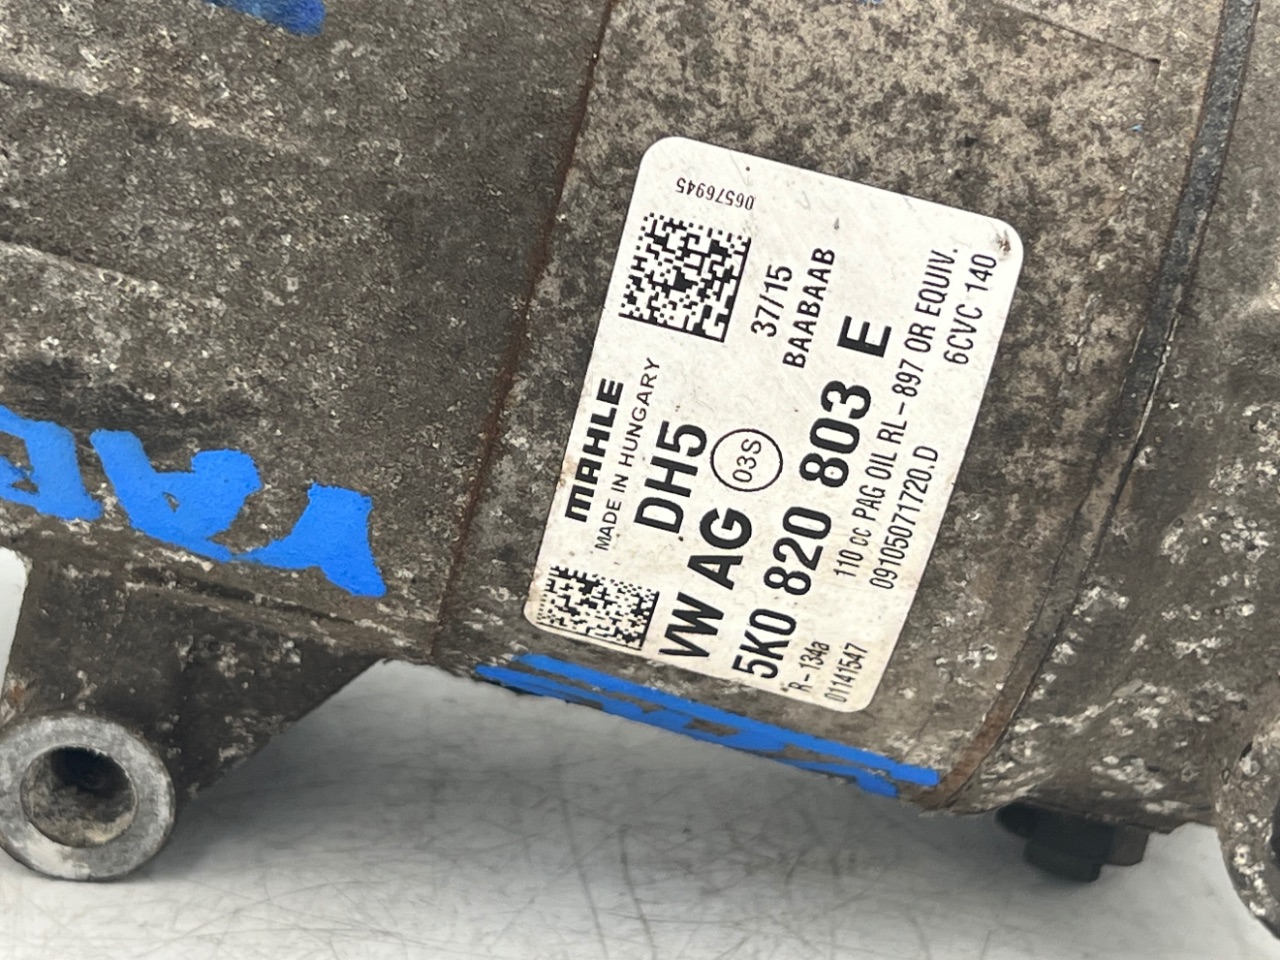 06576945
MAHLE
MADE IN HUNGARY
DH5
37/15
BAABAAB
VW AG
03S
5K0 820 803 E
R-134a
110 cc PAG OIL RL-897 OR EQUIV.
01141547
09105071720.D
6CVC 140